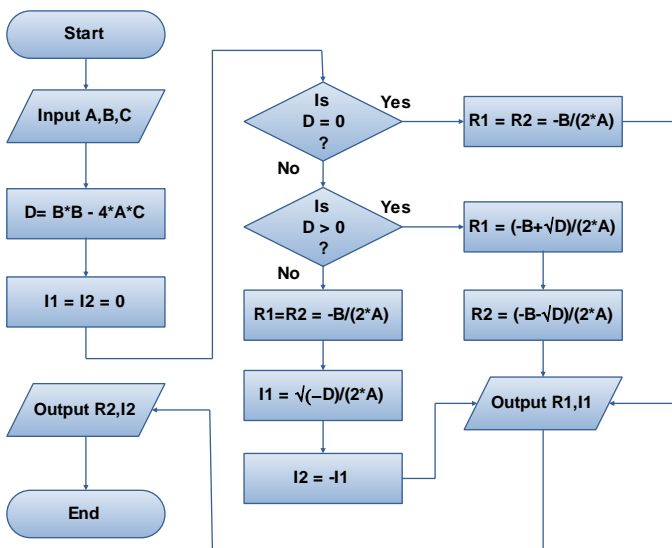 Start
Input A,B,C
D= B*B - 4*A*C
I1 = I2 = 0
Is
D = 0
?
Yes
No
R1 = R2 = -B/(2*A)
Is
D > 0
?
Yes
No
R1 = (-B+√D)/(2*A)
R2 = (-B-√D)/(2*A)
R1=R2 = -B/(2*A)
I1 = √(−D)/(2*A)
I2 = -I1
Output R1,I1
Output R2,I2
End